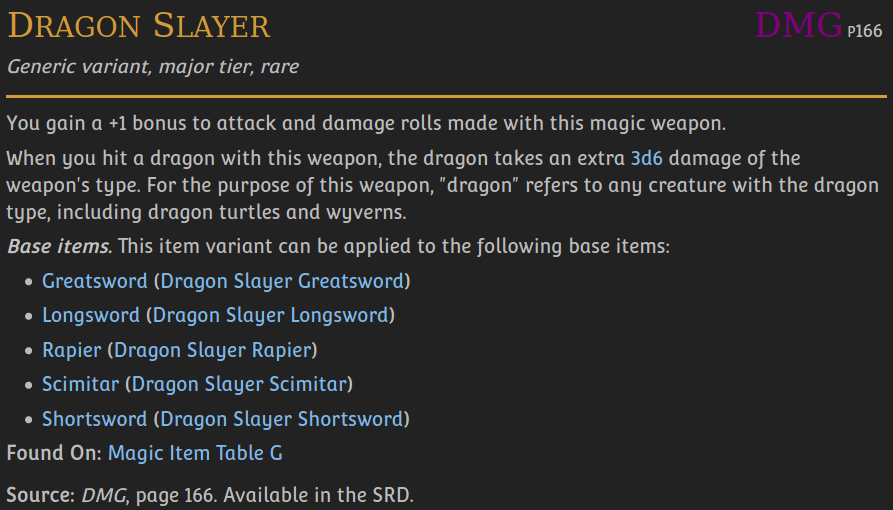 DRAGON SLAYER DMG P166
Generic variant, major tier, rare
You gain a +1 bonus to attack and damage rolls made with this magic weapon.
When you hit a dragon with this weapon, the dragon takes an extra 3d6 damage of the
weapon's type. For the purpose of this weapon, "dragon" refers to any creature with the dragon
type, including dragon turtles and wyverns.
Base items. This item variant can be applied to the following base items:
• Greatsword (Dragon Slayer Greatsword)
• Longsword (Dragon Slayer Longsword)
• Rapier (Dragon Slayer Rapier)
• Scimitar (Dragon Slayer Scimitar)
• Shortsword (Dragon Slayer Shortsword)
Found On: Magic Item Table G
Source: DMG, page 166. Available in the SRD.